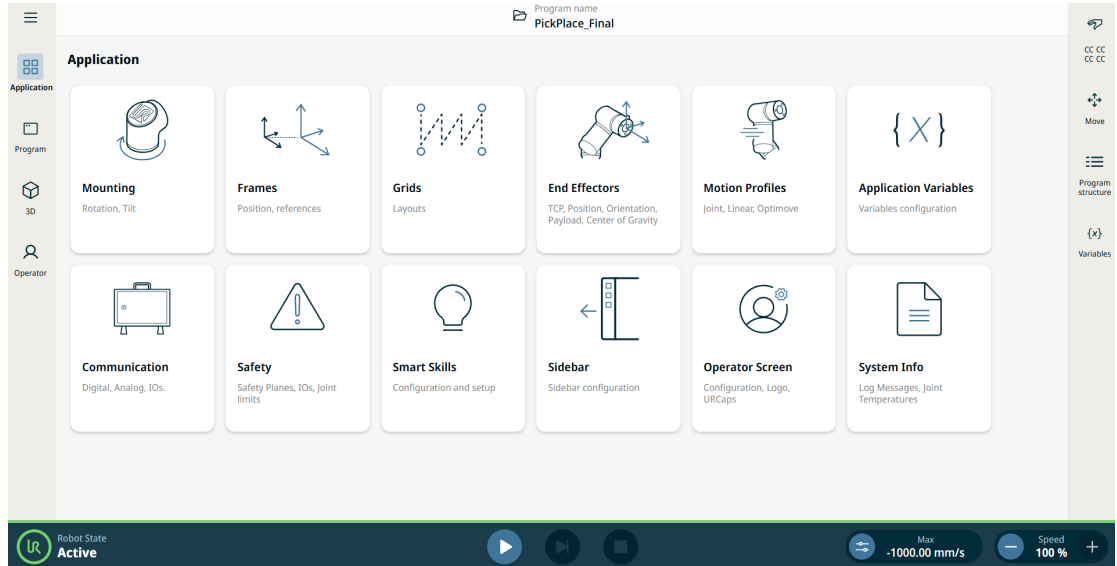 Program name
PickPlace_Final
Application
Application
Program
3D
Operator
Mounting
Rotation, Tilt
Frames
Position, references
Grids
Layouts
End Effectors
TCP, Position, Orientation,
Payload, Center of Gravity
Motion Profiles
Joint, Linear, Optimove
{X}
Application Variables
Variables configuration
Communication
Digital, Analog, IOs.
Safety
Safety Planes, IOs, Joint
limits
Smart Skills
Configuration and setup
Sidebar
Sidebar configuration
Operator Screen
Configuration, Logo,
URCaps
System Info
Log Messages, Joint
Temperatures
CC CC
CC CC
Move
Program
structure
{x}
Variables
UR
Robot State
Active
Max
-1000.00 mm/s
Speed
100 %